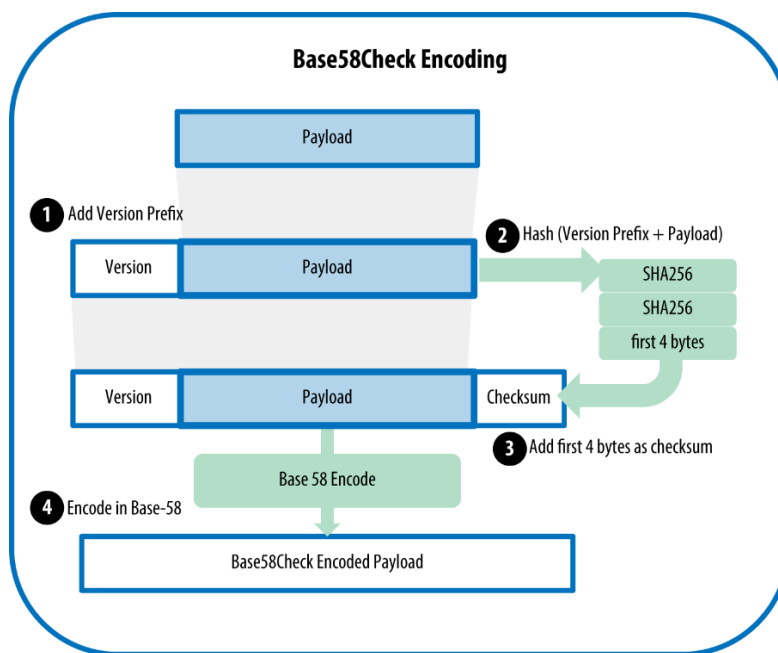 Base58Check Encoding
Payload
1 Add Version Prefix
2 Hash (Version Prefix + Payload)
Version
Payload
SHA256
SHA256
first 4 bytes
Version
Payload
Checksum
3 Add first 4 bytes as checksum
Base 58 Encode
4 Encode in Base-58
Base58Check Encoded Payload